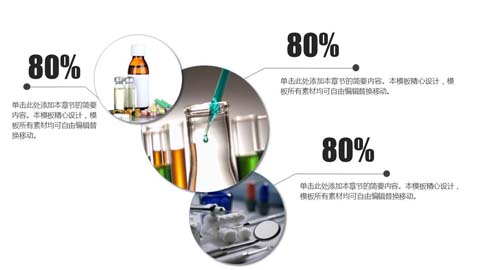 80%
单击此处添加本章节的简要
内容。本模板精心设计，模
板所有素材均可自由编辑替
换移动。
80%
单击此处添加本章节的简要内容。本模板精心设计，模
板所有素材均可自由编辑替换移动。
80%
单击此处添加本章节的简要内容。本模板精心设计，
模板所有素材均可自由编辑替换移动。